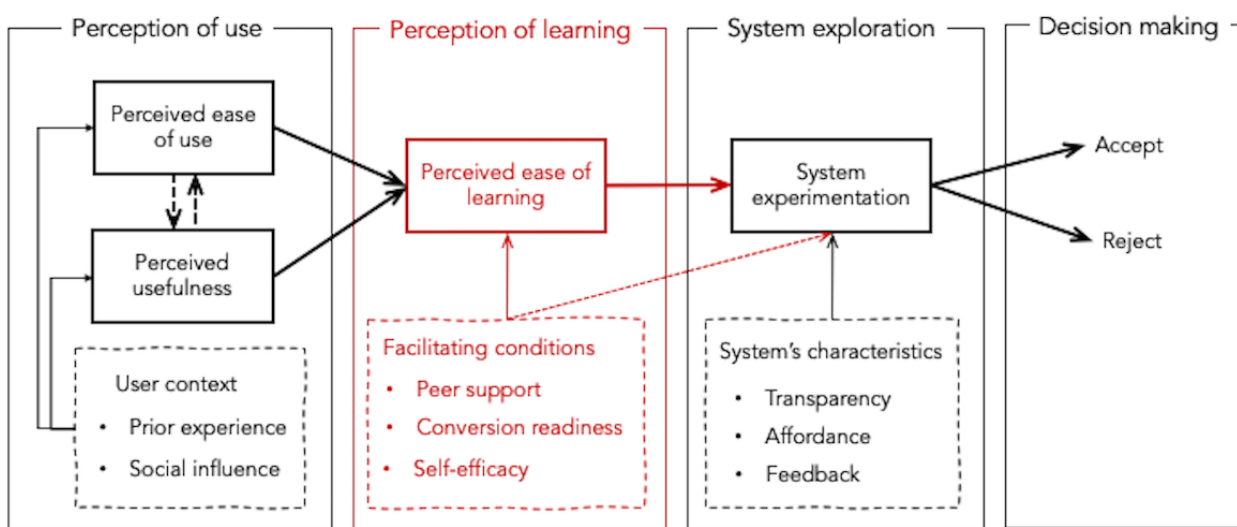 Perception of use
Perceived ease
of use
Perceived
usefulness
User context
• Prior experience
• Social influence
Perception of learning
Perceived ease of
learning
Facilitating conditions
• Peer support
• Conversion readiness
• Self-efficacy
System exploration
System
experimentation
System's characteristics
• Transparency
• Affordance
• Feedback
Decision making
Accept
Reject